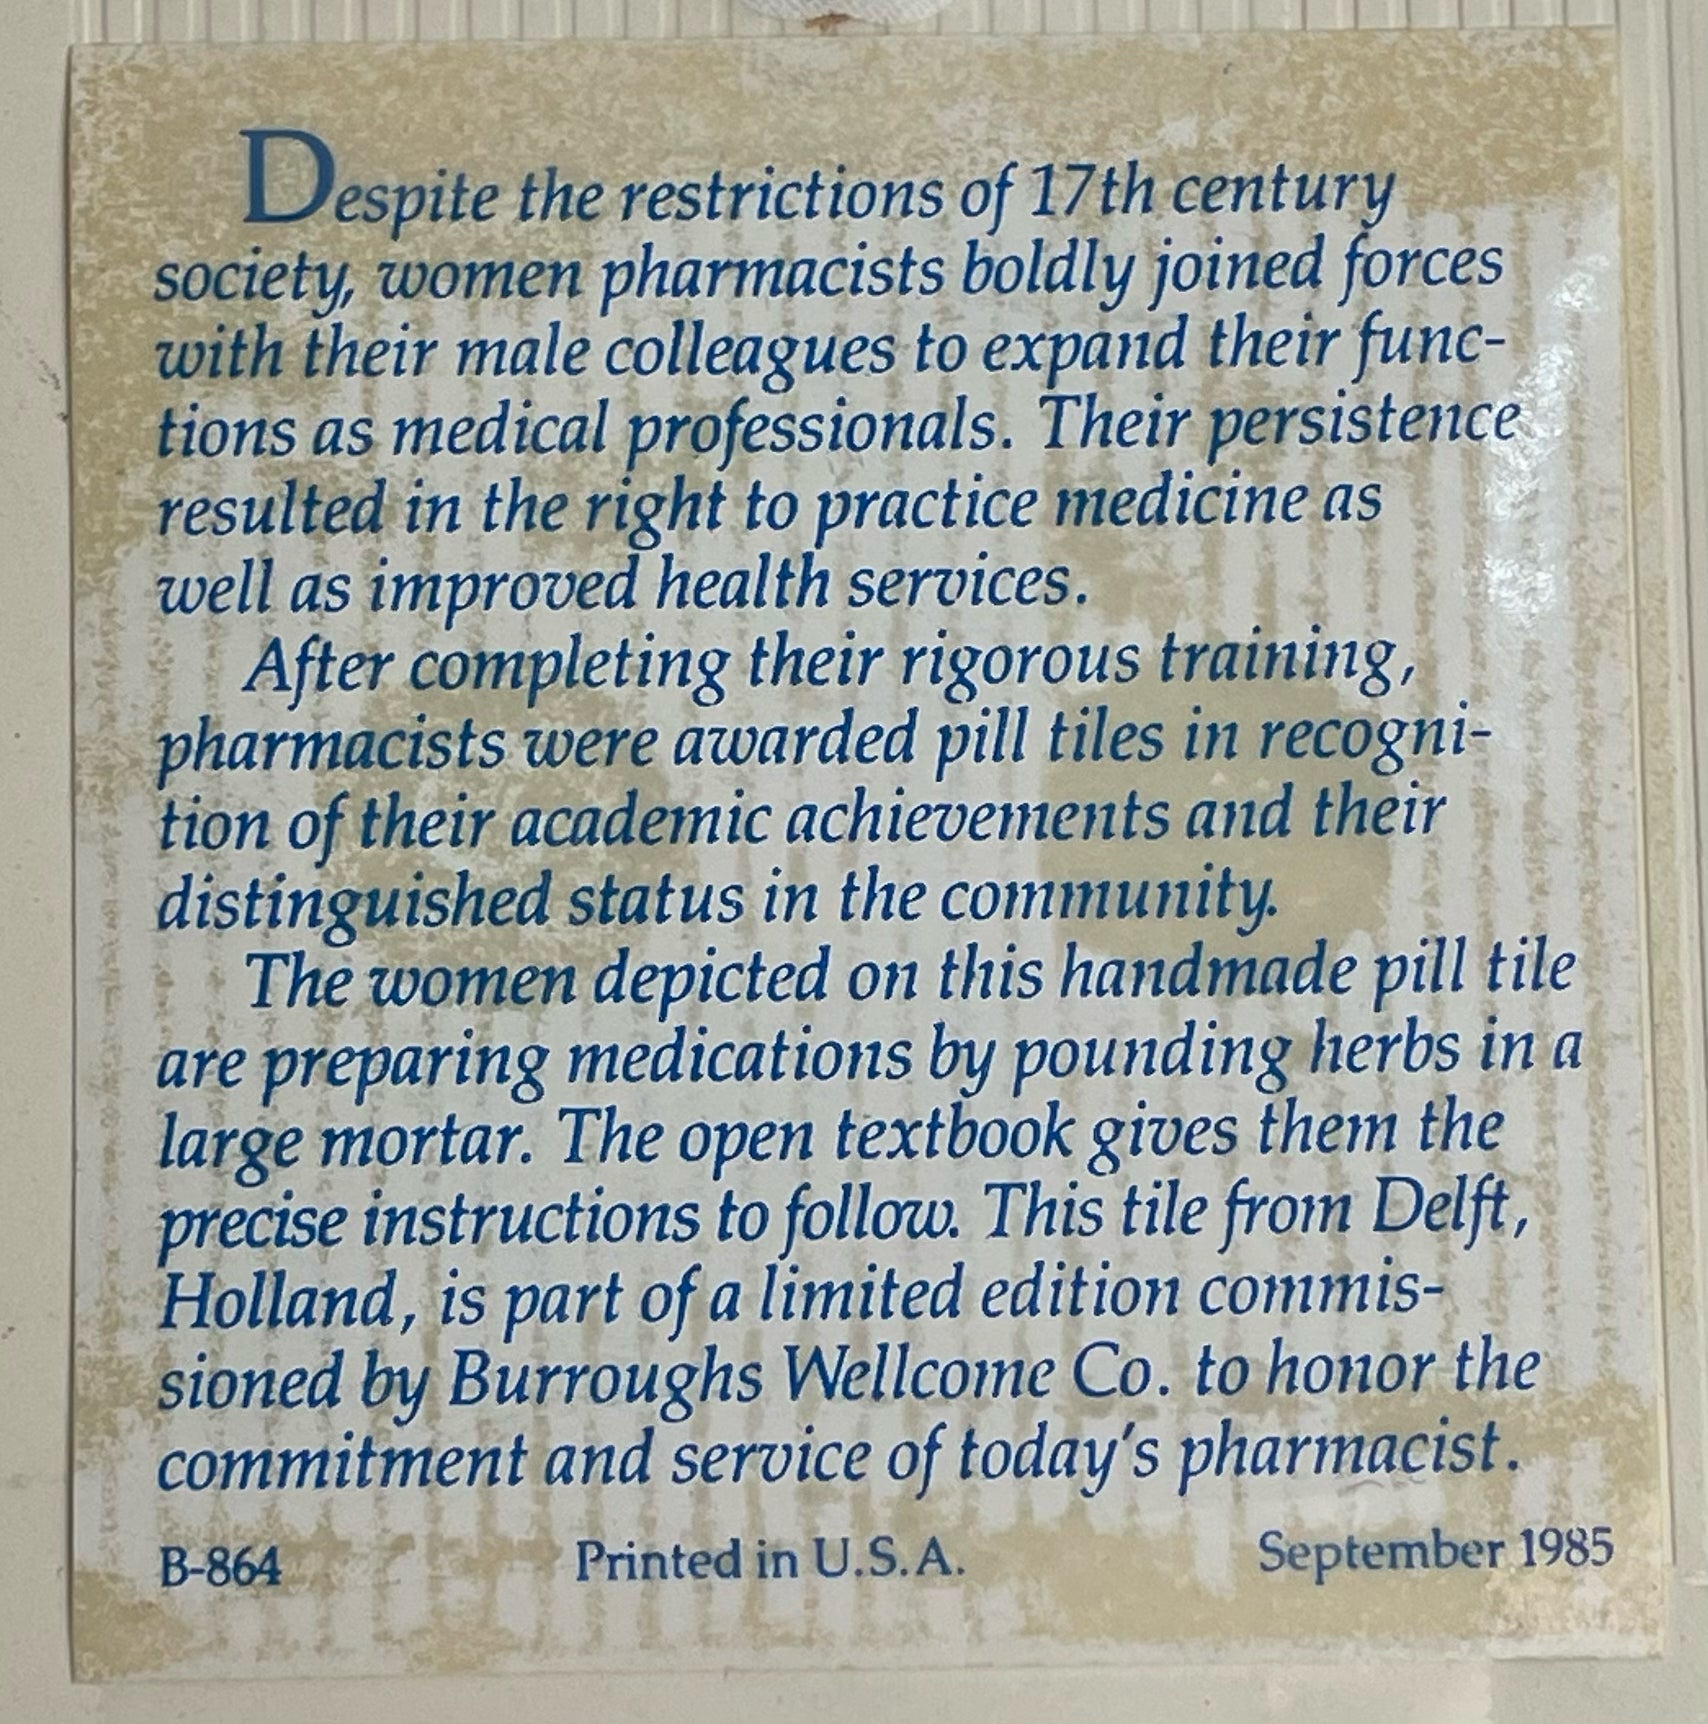 Despite the restrictions of 17th century
society, women pharmacists boldly joined forces
with their male colleagues to expand their func-
tions as medical professionals. Their persistence
resulted in the right to practice medicine as
well as improved health services.
After completing their rigorous training,
pharmacists were awarded pill tiles in recogni-
tion of their academic achievements and their
distinguished status in the community.
The women depicted on this handmade pill tile
are preparing medications by pounding herbs in a
large mortar. The open textbook gives them the
precise instructions to follow. This tile from Delft,
Holland, is part of a limited edition commis-
sioned by Burroughs Wellcome Co. to honor the
commitment and service of today's pharmacist.
B-864 Printed in U.S.A. September 1985